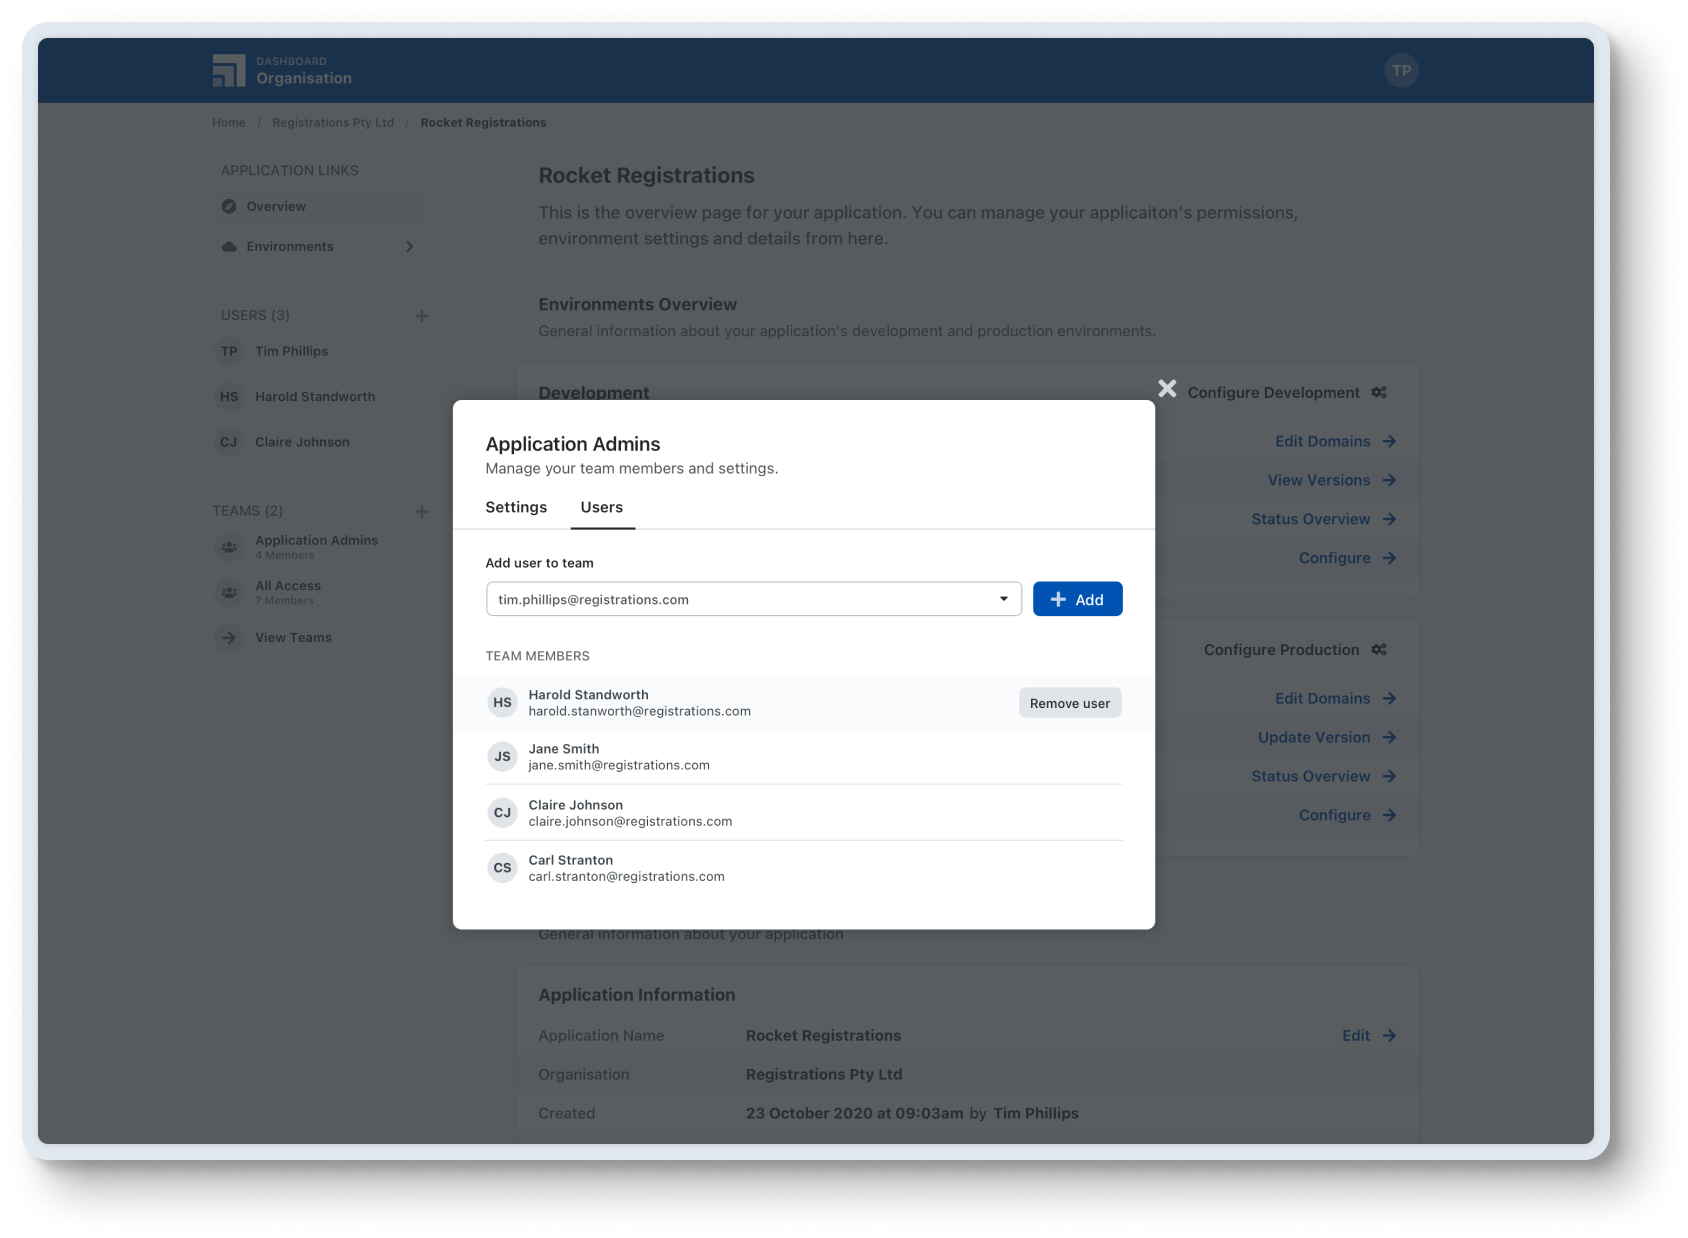 DASHBOARD
Organisation
TP
Home / Registrations Pty Ltd / Rocket Registrations
APPLICATION LINKS
Overview
Environments
USERS (3)
TP Tim Phillips
HS Harold Standworth
CJ Claire Johnson
TEAMS (2)
Application Admins
4 Members
All Access
7 Members
View Teams
Rocket Registrations
This is the overview page for your application. You can manage your applicaiton's permissions,
environment settings and details from here.
Environments Overview
General information about your application's development and production environments.
Development
Configure Development
Edit Domains
View Versions
Status Overview
Configure
Configure Production
Edit Domains
Update Version
Status Overview
Configure
Application Admins
Manage your team members and settings.
Settings Users
Add user to team
tim.phillips@registrations.com
Add
TEAM MEMBERS
HS Harold Standworth
harold.stanworth@registrations.com
Remove user
JS Jane Smith
jane.smith@registrations.com
CJ Claire Johnson
claire.johnson@registrations.com
CS Carl Stranton
carl.stranton@registrations.com
General information about your application
Application Information
Application Name Rocket Registrations Edit
Organisation Registrations Pty Ltd
Created 23 October 2020 at 09:03am by Tim Phillips